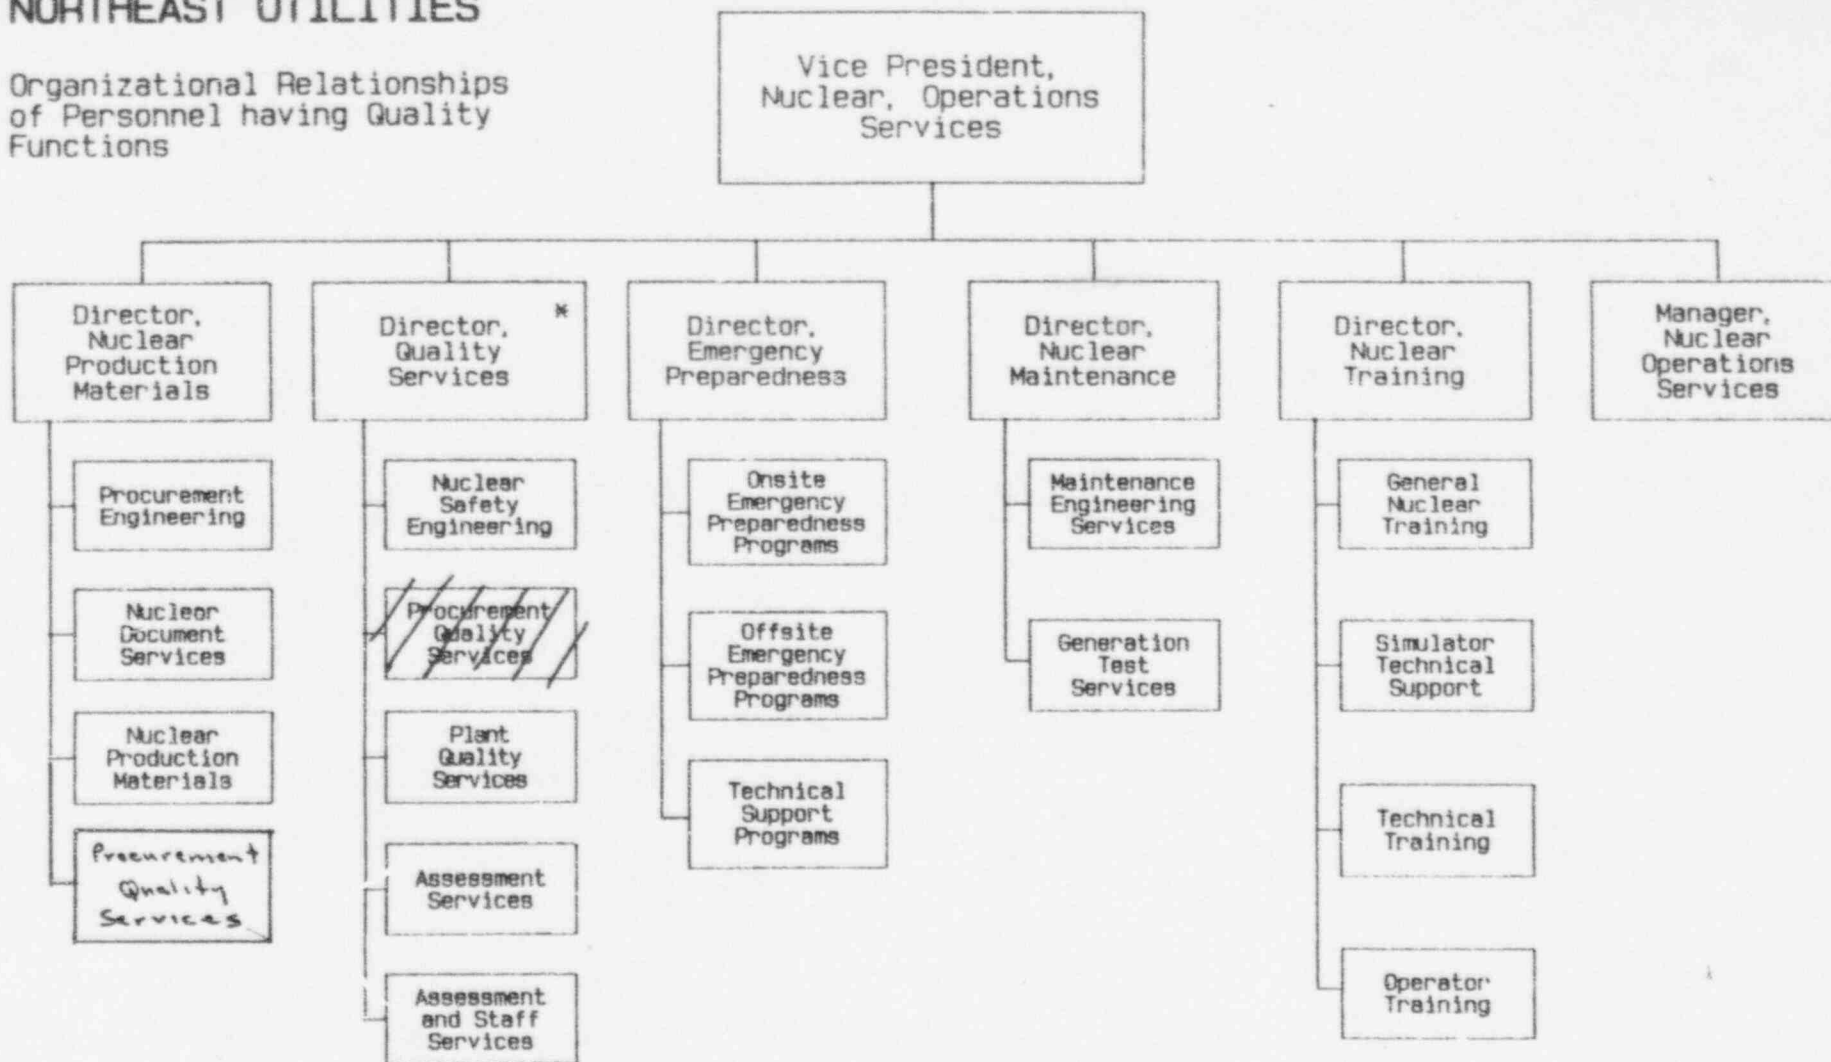 NORTHEAST UTILITIES
Organizational Relationships
of Personnel having Quality
Functions
Vice President,
Nuclear, Operations
Services
Director,
Nuclear
Production
Materials
*
Director,
Quality
Services
Director,
Emergency
Preparedness
Director,
Nuclear
Maintenance
Director,
Nuclear
Training
Manager,
Nuclear
Operations
Services
Procurement
Engineering
Nuclear
Document
Services
Nuclear
Production
Materials
Procurement
Quality
Services
Nuclear
Safety
Engineering
Procurement
Quality
Services
Plant
Quality
Services
Assessment
Services
Assessment
and Staff
Services
Onsite
Emergency
Preparedness
Programs
Offsite
Emergency
Preparedness
Programs
Technical
Support
Programs
Maintenance
Engineering
Services
Generation
Test
Services
General
Nuclear
Training
Simulator
Technical
Support
Technical
Training
Operator
Training